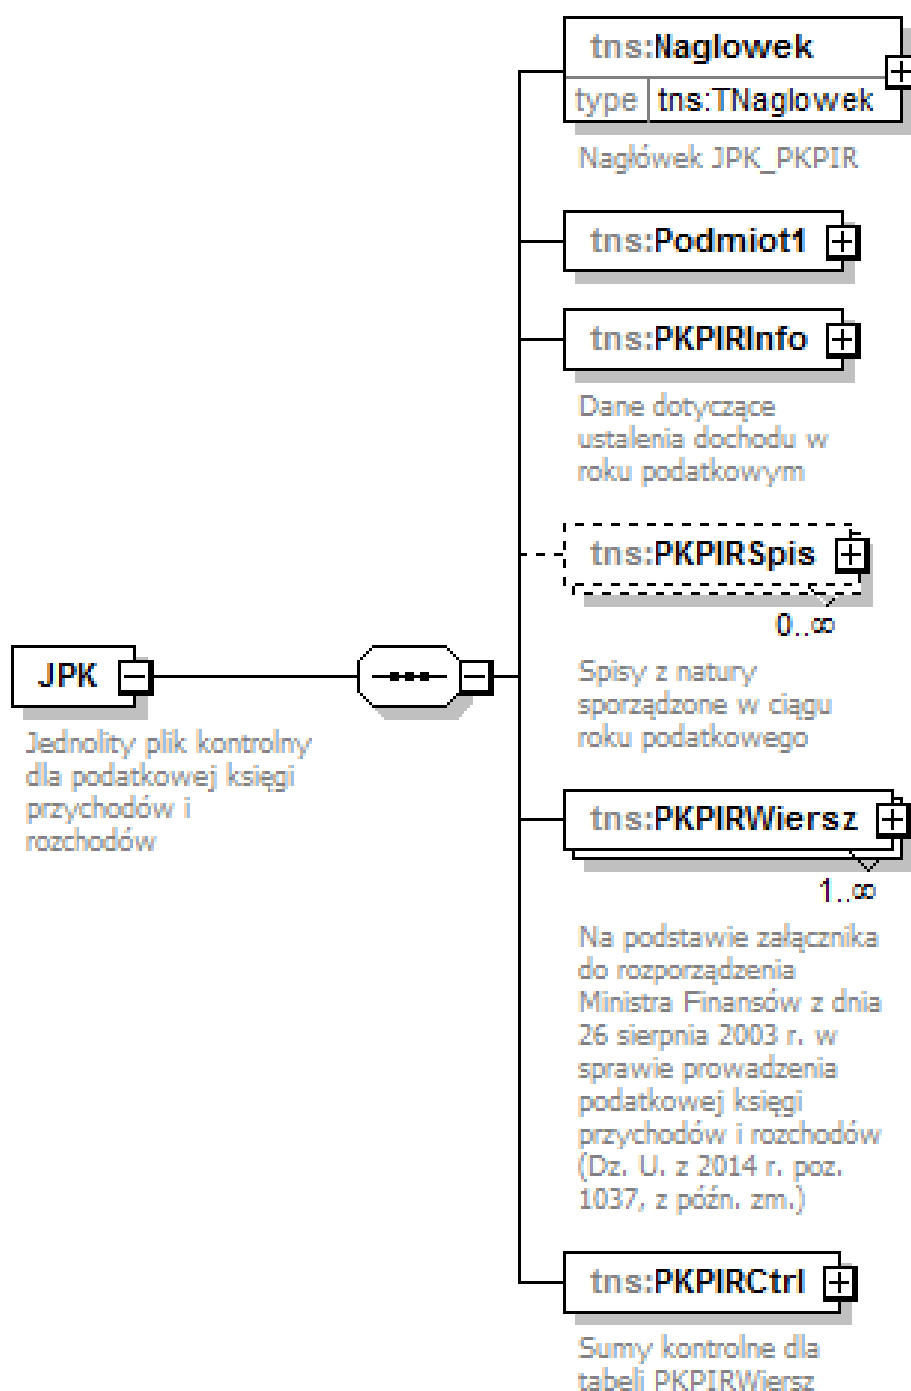 tns:Naglowek
type tns:TNaglowek
Nagłówek JPK_PKPIR
tns:Podmiot1
tns:PKPIRInfo
Dane dotyczące
ustalenia dochodu w
roku podatkowym
tns:PKPIRSpis
0..∞
Spisy z natury
sporządzone w ciągu
roku podatkowego
JPK
Jednolity plik kontrolny
dla podatkowej księgi
przychodów i
rozchodów
tns:PKPIRWiersz
1..∞
Na podstawie załącznika
do rozporządzenia
Ministra Finansów z dnia
26 sierpnia 2003 r. w
sprawie prowadzenia
podatkowej księgi
przychodów i rozchodów
(Dz. U. z 2014 r. poz.
1037, z późn. zm.)
tns:PKPIRCtrl
Sumy kontrolne dla
tabeli PKPIRWiersz